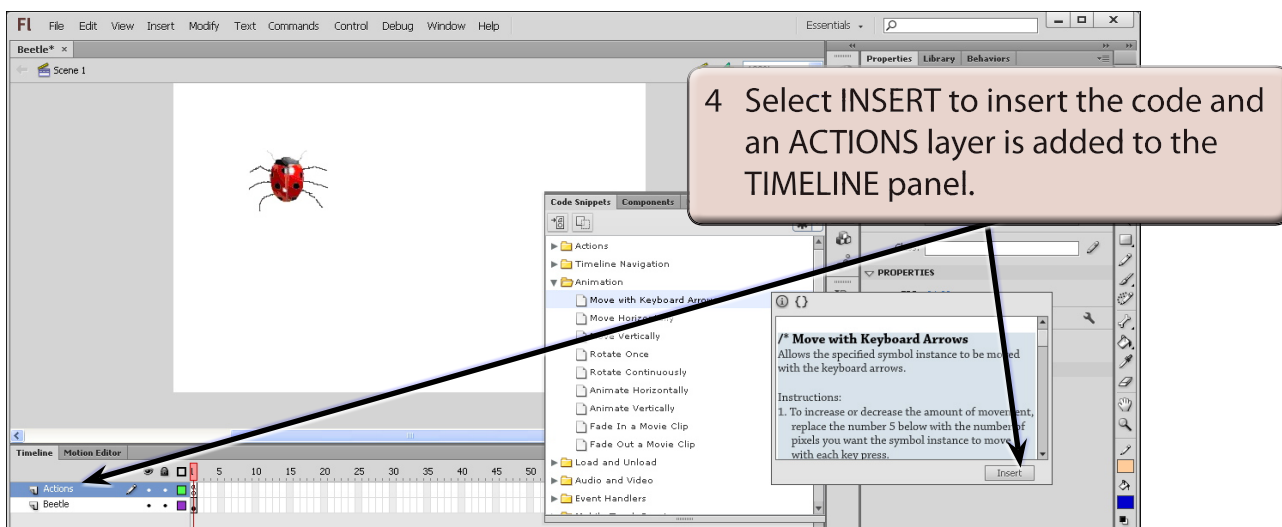 Fl File Edit View Insert Modify Text Commands Control Debug Window Help Essentials
Beetle* ×
Scene 1
Properties Library Behaviors
4 Select INSERT to insert the code and
an ACTIONS layer is added to the
TIMELINE panel.
Code Snippets Components
Actions
Timeline Navigation
Animation
Move with Keyboard Arrows
Move Horizontally
Move Vertically
Rotate Once
Rotate Continuously
Animate Horizontally
Animate Vertically
Fade In a Movie Clip
Fade Out a Movie Clip
Load and Unload
Audio and Video
Event Handlers
PROPERTIES
/* Move with Keyboard Arrows
Allows the specified symbol instance to be moved
with the keyboard arrows.
Instructions:
1. To increase or decrease the amount of movement,
replace the number 5 below with the number of
pixels you want the symbol instance to move
with each key press.
Insert
Timeline Motion Editor
1 5 10 15 20 25 30 35 40 45 50
Actions
Beetle